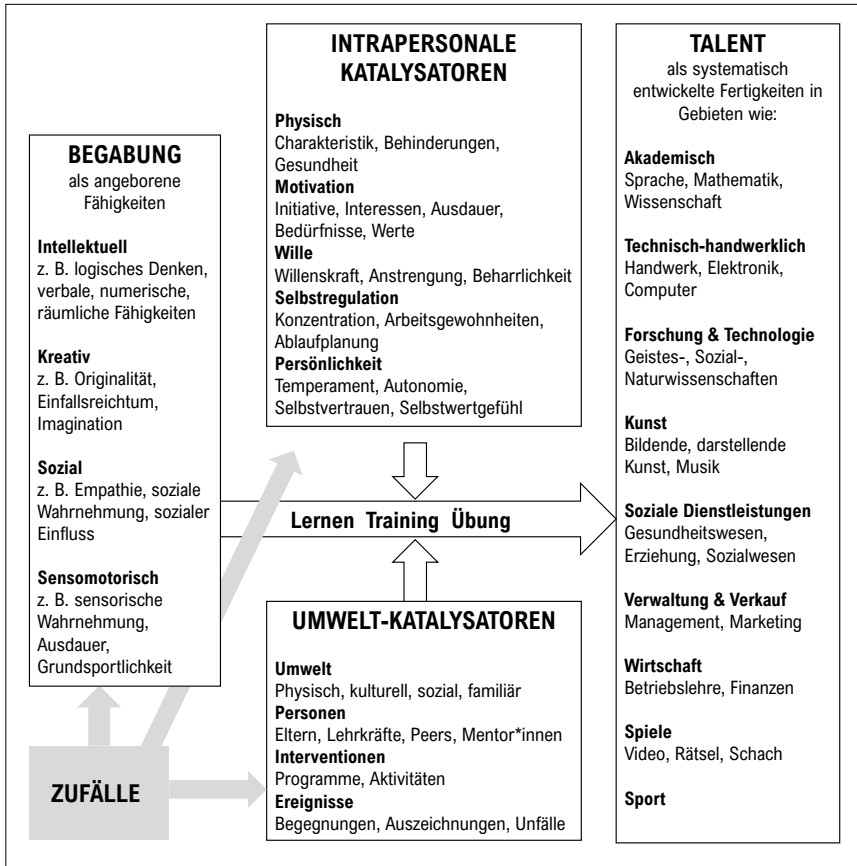 BEGABUNG
als angeborene
Fähigkeiten
Intellektuell
z. B. logisches Denken,
verbale, numerische,
räumliche Fähigkeiten
Kreativ
z. B. Originalität,
Einfallsreichtum,
Imagination
Sozial
z. B. Empathie, soziale
Wahrnehmung, sozialer
Einfluss
Sensomotorisch
z. B. sensorische
Wahrnehmung,
Ausdauer,
Grundsportlichkeit
ZUFÄLLE
INTRAPERSONALE
KATALYSATOREN
Physisch
Charakteristik, Behinderungen,
Gesundheit
Motivation
Initiative, Interessen, Ausdauer,
Bedürfnisse, Werte
Wille
Willenskraft, Anstrengung, Beharrlichkeit
Selbstregulation
Konzentration, Arbeitsgewohnheiten,
Ablaufplanung
Persönlichkeit
Temperament, Autonomie,
Selbstvertrauen, Selbstwertgefühl
Lernen Training Übung
UMWELT-KATALYSATOREN
Umwelt
Physisch, kulturell, sozial, familiär
Personen
Eltern, Lehrkräfte, Peers, Mentor*innen
Interventionen
Programme, Aktivitäten
Ereignisse
Begegnungen, Auszeichnungen, Unfälle
TALENT
als systematisch
entwickelte Fertigkeiten in
Gebieten wie:
Akademisch
Sprache, Mathematik,
Wissenschaft
Technisch-handwerklich
Handwerk, Elektronik,
Computer
Forschung & Technologie
Geistes-, Sozial-,
Naturwissenschaften
Kunst
Bildende, darstellende
Kunst, Musik
Soziale Dienstleistungen
Gesundheitswesen,
Erziehung, Sozialwesen
Verwaltung & Verkauf
Management, Marketing
Wirtschaft
Betriebslehre, Finanzen
Spiele
Video, Rätsel, Schach
Sport